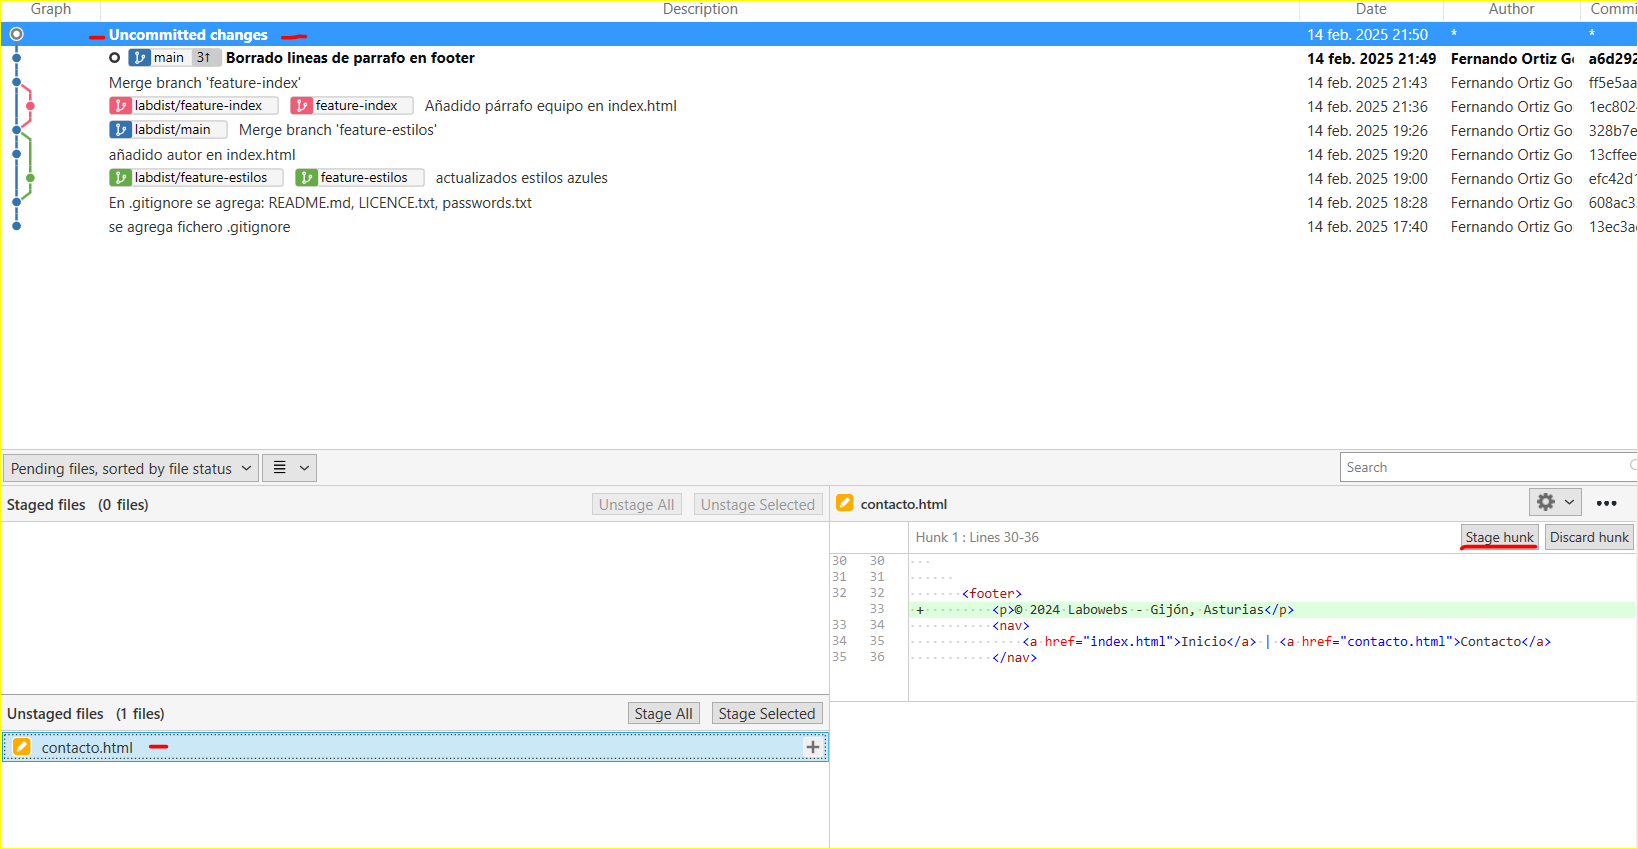 Graph Description Date Author Commi
Uncommitted changes 14 feb. 2025 21:50 * *
main 3↑ Borrado lineas de parrafo en footer 14 feb. 2025 21:49 Fernando Ortiz G a6d292
Merge branch 'feature-index' 14 feb. 2025 21:43 Fernando Ortiz Go ff5e5aa
labdist/feature-index feature-index Añadido párrafo equipo en index.html 14 feb. 2025 21:36 Fernando Ortiz Go 1ec802
labdist/main Merge branch 'feature-estilos' 14 feb. 2025 19:26 Fernando Ortiz Go 328b7e
añadido autor en index.html 14 feb. 2025 19:20 Fernando Ortiz Go 13cffee
labdist/feature-estilos feature-estilos actualizados estilos azules 14 feb. 2025 19:00 Fernando Ortiz Go efc42d1
En .gitignore se agrega: README.md, LICENCE.txt, passwords.txt 14 feb. 2025 18:28 Fernando Ortiz Go 608ac3
se agrega fichero .gitignore 14 feb. 2025 17:40 Fernando Ortiz Go 13ec3a
Pending files, sorted by file status Search
Staged files (0 files) Unstage All Unstage Selected
contacto.html
Hunk 1 : Lines 30-36 Stage hunk Discard hunk
30 30
31 31
32 32 <footer>
33 + <p>© 2024 Labowebs - Gijón, Asturias</p>
33 34 <nav>
34 35 <a href="index.html">Inicio</a> | <a href="contacto.html">Contacto</a>
35 36 </nav>
Unstaged files (1 files) Stage All Stage Selected
contacto.html